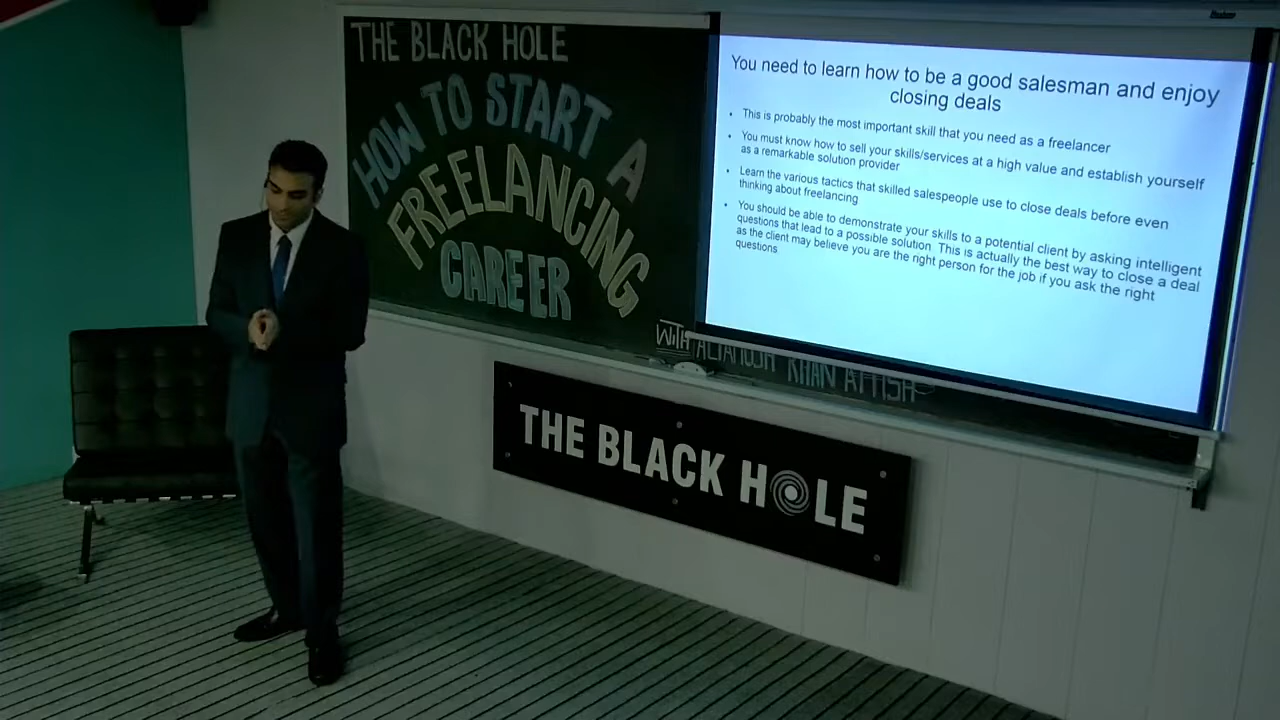 THE BLACK HOLE
HOW TO START A
FREELANCING
CAREER
WITH ALTAMUSH KHAN ATTISH
You need to learn how to be a good salesman and enjoy
closing deals
• This is probably the most important skill that you need as a freelancer
• You must know how to sell your skills/services at a high value and establish yourself
as a remarkable solution provider
• Learn the various tactics that skilled salespeople use to close deals before even
thinking about freelancing
• You should be able to demonstrate your skills to a potential client by asking intelligent
questions that lead to a possible solution. This is actually the best way to close a deal
as the client may believe you are the right person for the job if you ask the right
questions
THE BLACK HOLE